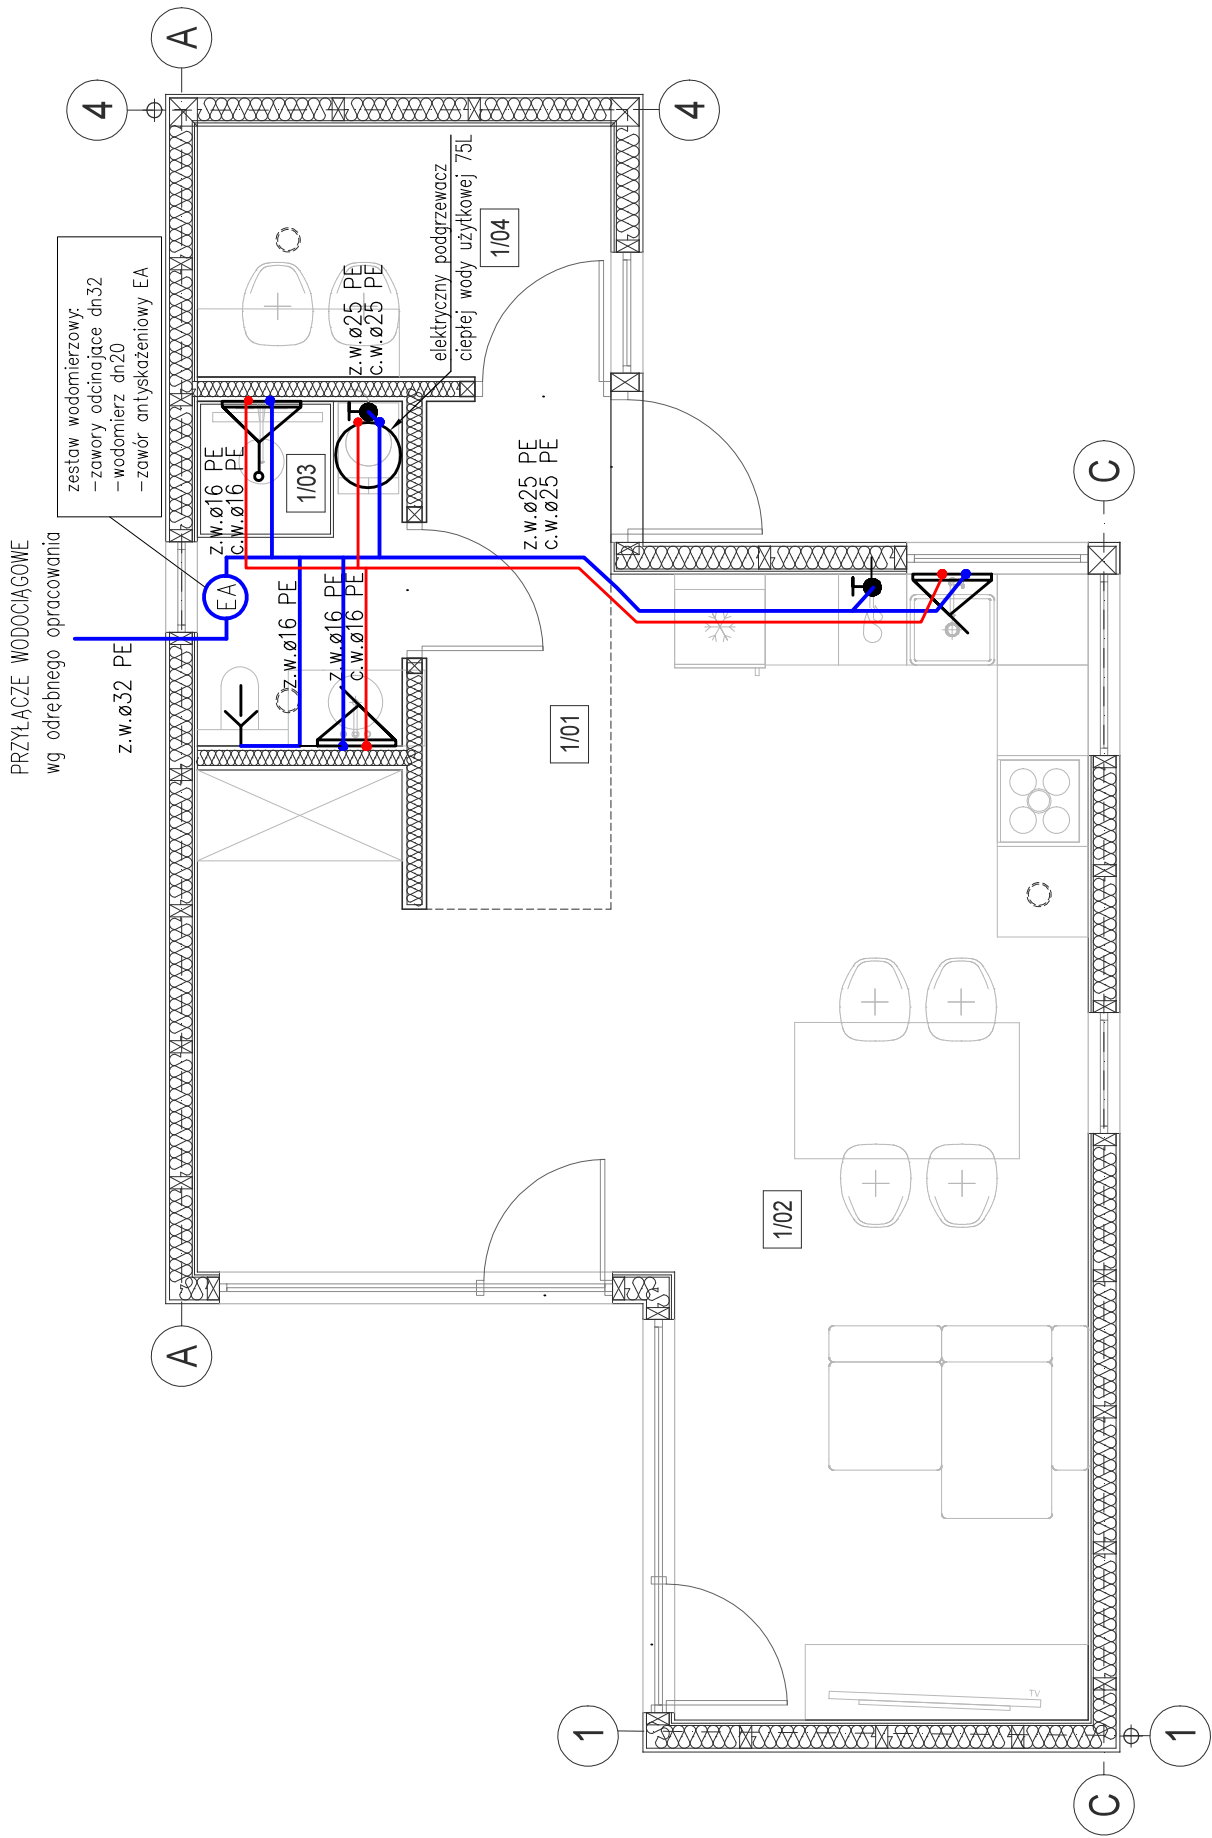 PRZYŁĄCZE WODOCIĄGOWE
wg odrębnego opracowania
z.w.ø32 PE
zestaw wodomierzowy:
-zawory odcinające dn32
-wodomierz dn20
-zawór antyskażeniowy EA
EA
A
4
4
A
C
C
1
1
z.w.ø16 PE
c.w.ø16 PE
1/03
z.w.ø16 PE
z.w.ø16 PE
c.w.ø16 PE
z.w.ø25 PE
c.w.ø25 PE
elektryczny podgrzewacz
ciepłej wody użytkowej 75L
1/04
z.w.ø25 PE
c.w.ø25 PE
1/01
1/02
TV